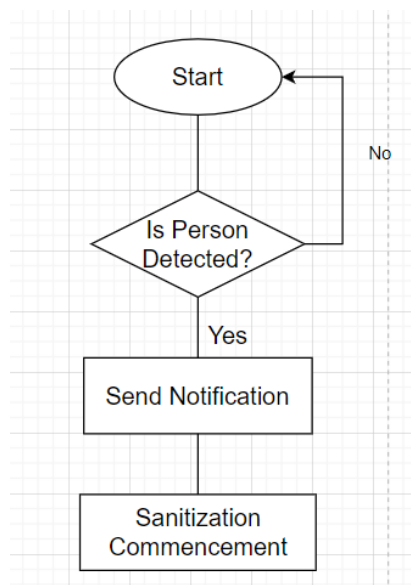 Start
No
Is Person
Detected?
Yes
Send Notification
Sanitization
Commencement